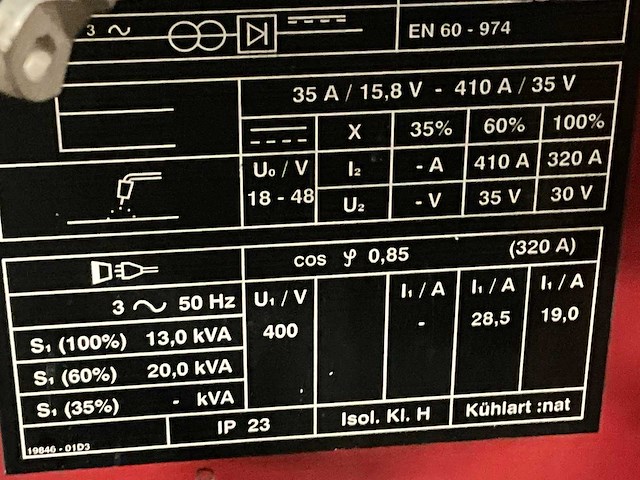 3 ~
EN 60 - 974
35 A / 15,8 V - 410 A / 35 V
X 35% 60% 100%
U₀ / V I₂ - A 410 A 320 A
18 - 48 U₂ - V 35 V 30 V
cos φ 0,85 (320 A)
3 ~ 50 Hz U₁ / V I₁ / A I₁ / A I₁ / A
400 - 28,5 19,0
S₁ (100%) 13,0 kVA
S₁ (60%) 20,0 kVA
S₁ (35%) - kVA
IP 23 Isol. Kl. H Kühlart :nat
19846 - 01D3